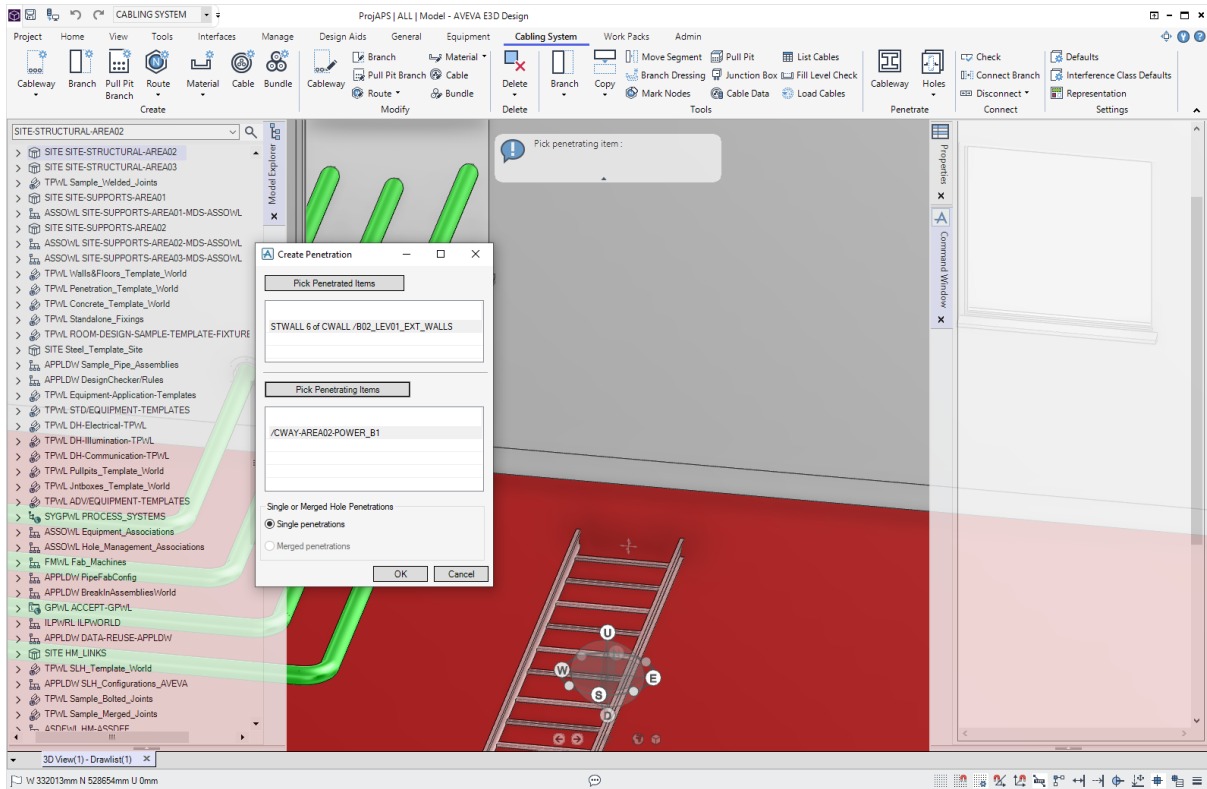 CABLING SYSTEM
ProjAPS | ALL | Model - AVEVA E3D Design
Project Home View Tools Interfaces Manage Design Aids General Equipment Cabling System Work Packs Admin
Cableway Branch Pull Pit Branch Route Material Cable Bundle
Create
Cableway
Branch Material
Pull Pit Branch Cable
Route Bundle
Modify
Delete
Delete
Branch Copy
Move Segment Pull Pit List Cables
Branch Dressing Junction Box Fill Level Check
Mark Nodes Cable Data Load Cables
Tools
Cableway Holes
Penetrate
Check
Connect Branch
Disconnect
Connect
Defaults
Interference Class Defaults
Representation
Settings
SITE-STRUCTURAL-AREA02
SITE SITE-STRUCTURAL-AREA02
SITE SITE-STRUCTURAL-AREA03
TPWL Sample_Welded_Joints
SITE SITE-SUPPORTS-AREA01
ASSOWL SITE-SUPPORTS-AREA01-MDS-ASSOWL
SITE SITE-SUPPORTS-AREA02
ASSOWL SITE-SUPPORTS-AREA02-MDS-ASSOWL
ASSOWL SITE-SUPPORTS-AREA03-MDS-ASSOWL
TPWL Walls&Floors_Template_World
TPWL Penetration_Template_World
TPWL Concrete_Template_World
TPWL Standalone_Fixings
TPWL ROOM-DESIGN-SAMPLE-TEMPLATE-FIXTURE
SITE Steel_Template_Site
APPLDW Sample_Pipe_Assemblies
APPLDW DesignChecker/Rules
TPWL Equipment-Application-Templates
TPWL STD/EQUIPMENT-TEMPLATES
TPWL DH-Electrical-TPWL
TPWL DH-Illumination-TPWL
TPWL DH-Communication-TPWL
TPWL Pullpits_Template_World
TPWL Jntboxes_Template_World
TPWL ADV/EQUIPMENT-TEMPLATES
SYGPWL PROCESS_SYSTEMS
ASSOWL Equipment_Associations
ASSOWL Hole_Management_Associations
FMWL Fab_Machines
APPLDW PipeFabConfig
APPLDW BreakInAssembliesWorld
GPWL ACCEPT-GPWL
ILPWRL ILPWORLD
APPLDW DATA-REUSE-APPLDW
SITE HM_LINKS
TPWL SLH_Template_World
APPLDW SLH_Configurations_AVEVA
TPWL Sample_Bolted_Joints
TPWL Sample_Merged_Joints
ASDEWL HM-ASSDEF
Model Explorer
Pick penetrating item :
Create Penetration
Pick Penetrated Items
STWALL 6 of CWALL /B02_LEV01_EXT_WALLS
Pick Penetrating Items
/CWAY-AREA02-POWER_B1
Single or Merged Hole Penetrations
Single penetrations
Merged penetrations
OK Cancel
U
W
E
S
D
Properties
Command Window
3D View(1) - Drawlist(1)
W 332013mm N 528654mm U 0mm